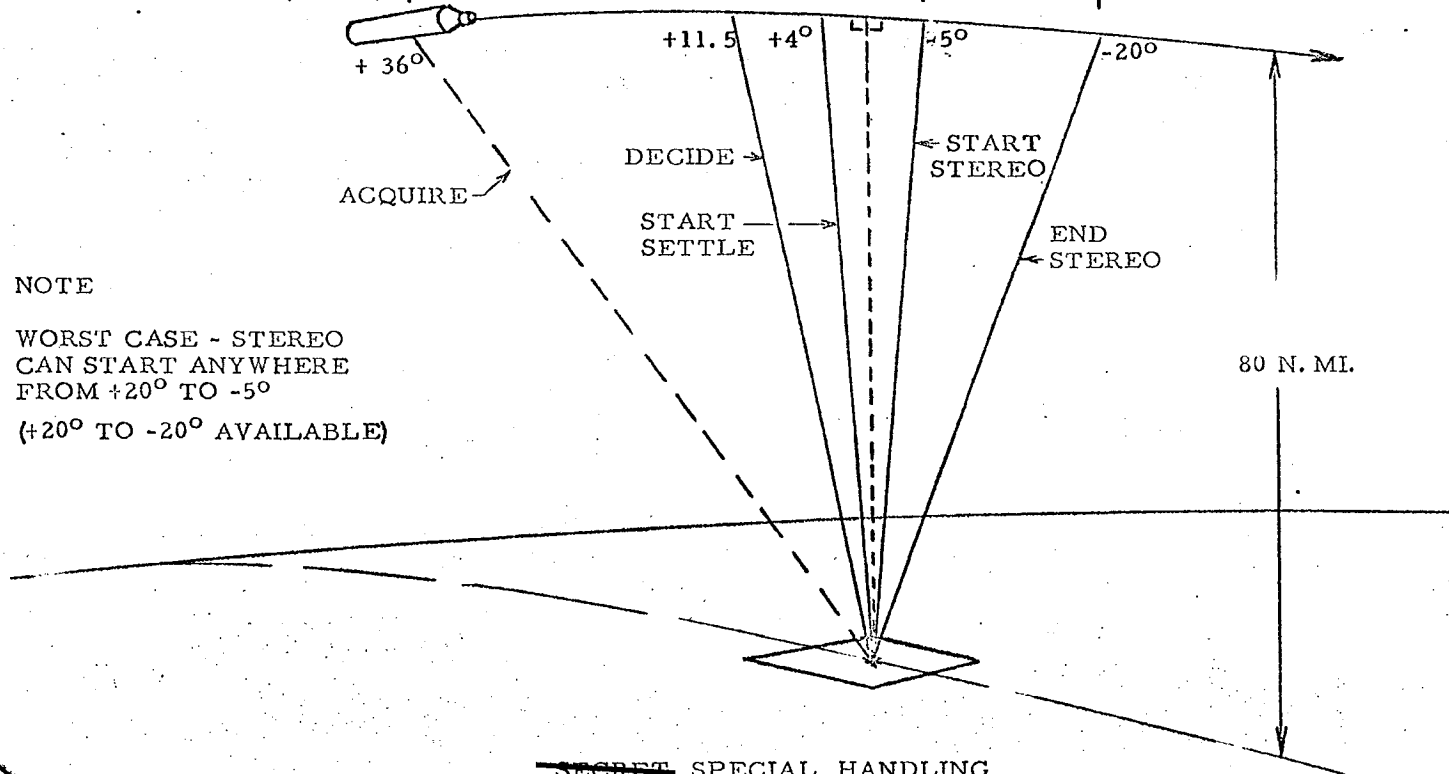 + 36°
+11.5
+4°
-5°
-20°
DECIDE
START
STEREO
ACQUIRE
START
SETTLE
END
STEREO
NOTE
WORST CASE - STEREO
CAN START ANYWHERE
FROM +20° TO -5°
(+20° TO -20° AVAILABLE)
80 N. MI.
SECRET SPECIAL HANDLING